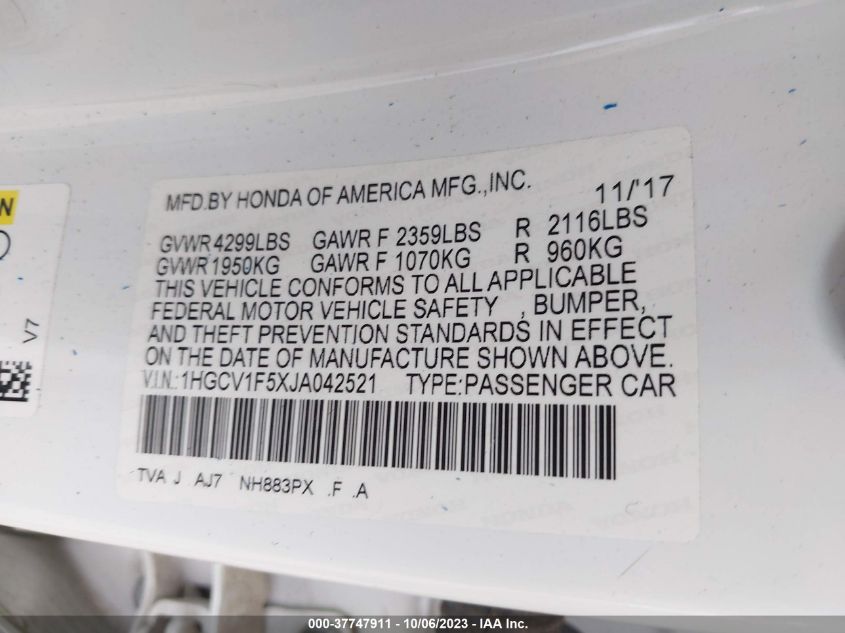 MFD.BY HONDA OF AMERICA MFG.,INC. 11/'17
GVWR 4299LBS GAWR F 2359LBS R 2116LBS
GVWR 1950KG GAWR F 1070KG R 960KG
THIS VEHICLE CONFORMS TO ALL APPLICABLE
FEDERAL MOTOR VEHICLE SAFETY , BUMPER,
AND THEFT PREVENTION STANDARDS IN EFFECT
ON THE DATE OF MANUFACTURE SHOWN ABOVE.
V.I.N.:1HGCV1F5XJA042521 TYPE:PASSENGER CAR
TVA J AJ7 NH883PX .F .A
N
V7
000-37747911 - 10/06/2023 - IAA Inc.